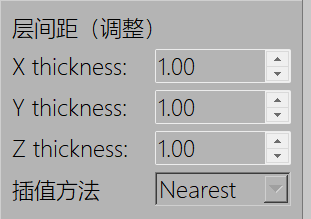 层间距（调整）
X thickness: 1.00
Y thickness: 1.00
Z thickness: 1.00
插值方法 Nearest